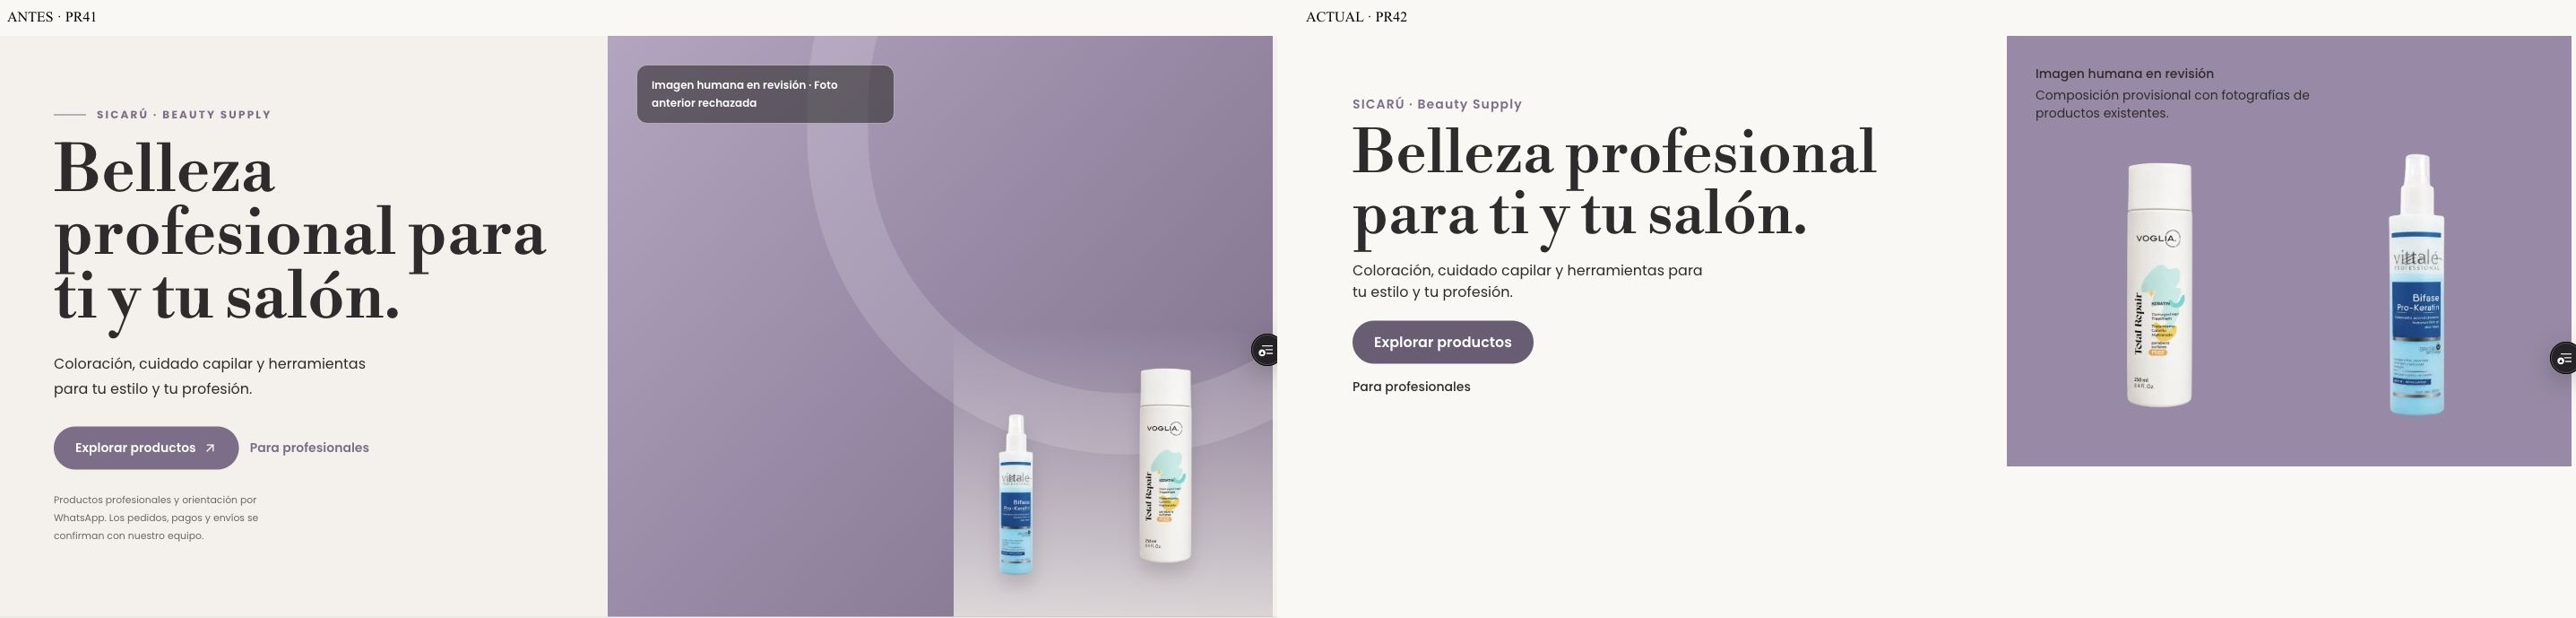 ANTES · PR41
SICARÚ · BEAUTY SUPPLY
Belleza
profesional para
ti y tu salón.
Coloración, cuidado capilar y herramientas
para tu estilo y tu profesión.
Explorar productos
Para profesionales
Productos profesionales y orientación por
WhatsApp. Los pedidos, pagos y envíos se
confirman con nuestro equipo.
Imagen humana en revisión · Foto
anterior rechazada
Bifase
Pro-Keratin
VOGLIA.
Total Repair
ACTUAL · PR42
SICARÚ · Beauty Supply
Belleza profesional
para ti y tu salón.
Coloración, cuidado capilar y herramientas para
tu estilo y tu profesión.
Explorar productos
Para profesionales
Imagen humana en revisión
Composición provisional con fotografías de
productos existentes.
VOGLIA.
Total Repair
250 ml
PROFESSIONAL
Bifase
Pro-Keratin